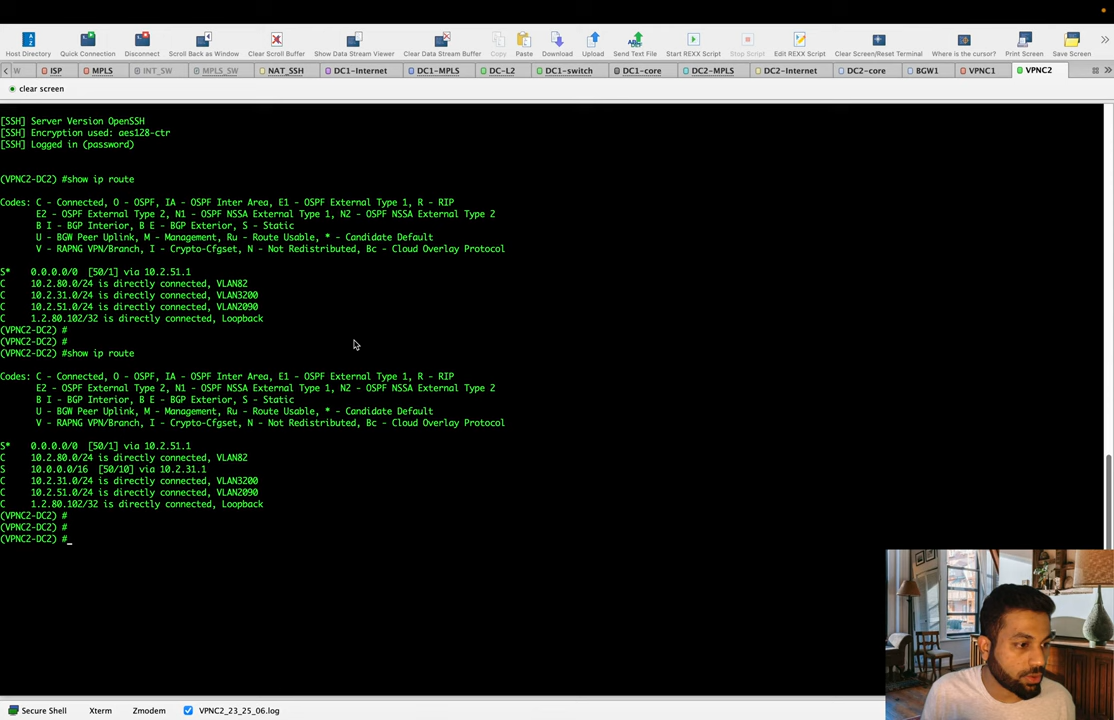 Host Directory Quick Connection Disconnect Scroll Back as Window Clear Scroll Buffer Show Data Stream Viewer Clear Data Stream Buffer Copy Paste Download Upload Send Text File Start REXX Script Stop Script Edit REXX Script Clear Screen/Reset Terminal Where is the cursor? Print Screen Save Screen
W ISP MPLS INT_SW MPLS_SW NAT_SSH DC1-Internet DC1-MPLS DC-L2 DC1-switch DC1-core DC2-MPLS DC2-Internet DC2-core BGW1 VPNC1 VPNC2
clear screen
[SSH] Server Version OpenSSH
[SSH] Encryption used: aes128-ctr
[SSH] Logged in (password)
(VPNC2-DC2) #show ip route
Codes: C - Connected, O - OSPF, IA - OSPF Inter Area, E1 - OSPF External Type 1, R - RIP
E2 - OSPF External Type 2, N1 - OSPF NSSA External Type 1, N2 - OSPF NSSA External Type 2
B I - BGP Interior, B E - BGP Exterior, S - Static
U - BGW Peer Uplink, M - Management, Ru - Route Usable, * - Candidate Default
V - RAPNG VPN/Branch, I - Crypto-Cfgset, N - Not Redistributed, Bc - Cloud Overlay Protocol
S* 0.0.0.0/0 [50/1] via 10.2.51.1
C 10.2.80.0/24 is directly connected, VLAN82
C 10.2.31.0/24 is directly connected, VLAN3200
C 10.2.51.0/24 is directly connected, VLAN2090
C 1.2.80.102/32 is directly connected, Loopback
(VPNC2-DC2) #
(VPNC2-DC2) #
(VPNC2-DC2) #show ip route
Codes: C - Connected, O - OSPF, IA - OSPF Inter Area, E1 - OSPF External Type 1, R - RIP
E2 - OSPF External Type 2, N1 - OSPF NSSA External Type 1, N2 - OSPF NSSA External Type 2
B I - BGP Interior, B E - BGP Exterior, S - Static
U - BGW Peer Uplink, M - Management, Ru - Route Usable, * - Candidate Default
V - RAPNG VPN/Branch, I - Crypto-Cfgset, N - Not Redistributed, Bc - Cloud Overlay Protocol
S* 0.0.0.0/0 [50/1] via 10.2.51.1
C 10.2.80.0/24 is directly connected, VLAN82
S 10.0.0.0/16 [50/10] via 10.2.31.1
C 10.2.31.0/24 is directly connected, VLAN3200
C 10.2.51.0/24 is directly connected, VLAN2090
C 1.2.80.102/32 is directly connected, Loopback
(VPNC2-DC2) #
(VPNC2-DC2) #
(VPNC2-DC2) #_
Secure Shell Xterm Zmodem VPNC2_23_25_06.log